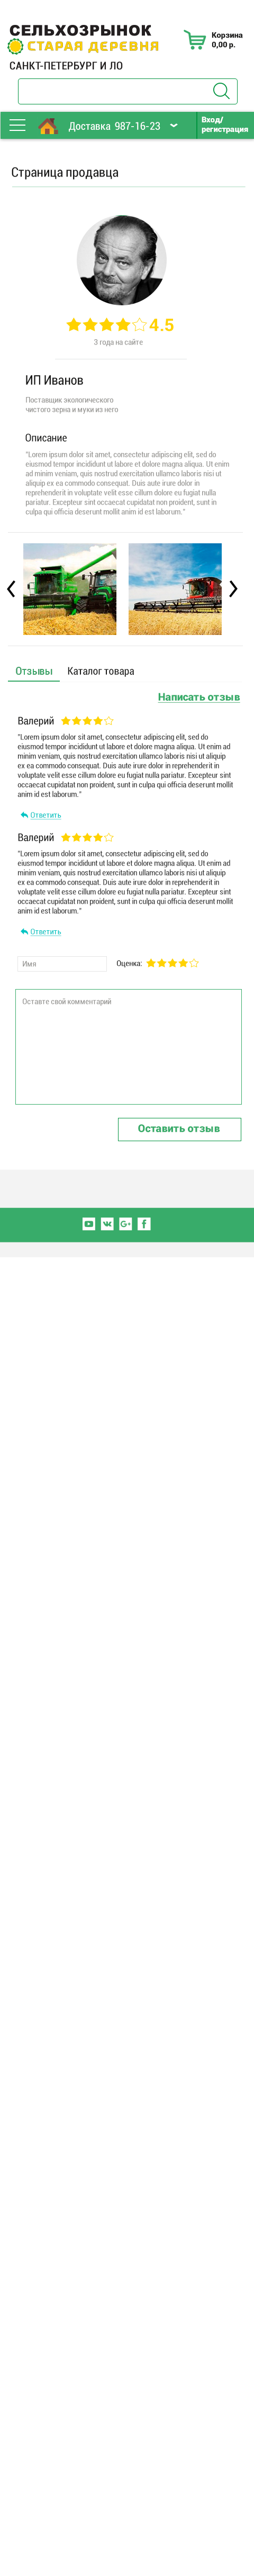 СЕЛЬХОЗРЫНОК
СТАРАЯ ДЕРЕВНЯ
САНКТ-ПЕТЕРБУРГ И ЛО
Корзина
0,00 р.
Доставка 987-16-23
Вход/
регистрация
Страница продавца
4.5
3 года на сайте
ИП Иванов
Поставщик экологического
чистого зерна и муки из него
Описание
"Lorem ipsum dolor sit amet, consectetur adipiscing elit, sed do
eiusmod tempor incididunt ut labore et dolore magna aliqua. Ut enim
ad minim veniam, quis nostrud exercitation ullamco laboris nisi ut
aliquip ex ea commodo consequat. Duis aute irure dolor in
reprehenderit in voluptate velit esse cillum dolore eu fugiat nulla
pariatur. Excepteur sint occaecat cupidatat non proident, sunt in
culpa qui officia deserunt mollit anim id est laborum."
Отзывы
Каталог товара
Написать отзыв
Валерий
"Lorem ipsum dolor sit amet, consectetur adipiscing elit, sed do
eiusmod tempor incididunt ut labore et dolore magna aliqua. Ut enim ad
minim veniam, quis nostrud exercitation ullamco laboris nisi ut aliquip
ex ea commodo consequat. Duis aute irure dolor in reprehenderit in
voluptate velit esse cillum dolore eu fugiat nulla pariatur. Excepteur sint
occaecat cupidatat non proident, sunt in culpa qui officia deserunt mollit
anim id est laborum."
Ответить
Валерий
"Lorem ipsum dolor sit amet, consectetur adipiscing elit, sed do
eiusmod tempor incididunt ut labore et dolore magna aliqua. Ut enim ad
minim veniam, quis nostrud exercitation ullamco laboris nisi ut aliquip
ex ea commodo consequat. Duis aute irure dolor in reprehenderit in
voluptate velit esse cillum dolore eu fugiat nulla pariatur. Excepteur sint
occaecat cupidatat non proident, sunt in culpa qui officia deserunt mollit
anim id est laborum."
Ответить
Имя
Оценка:
Оставте свой комментарий
Оставить отзыв